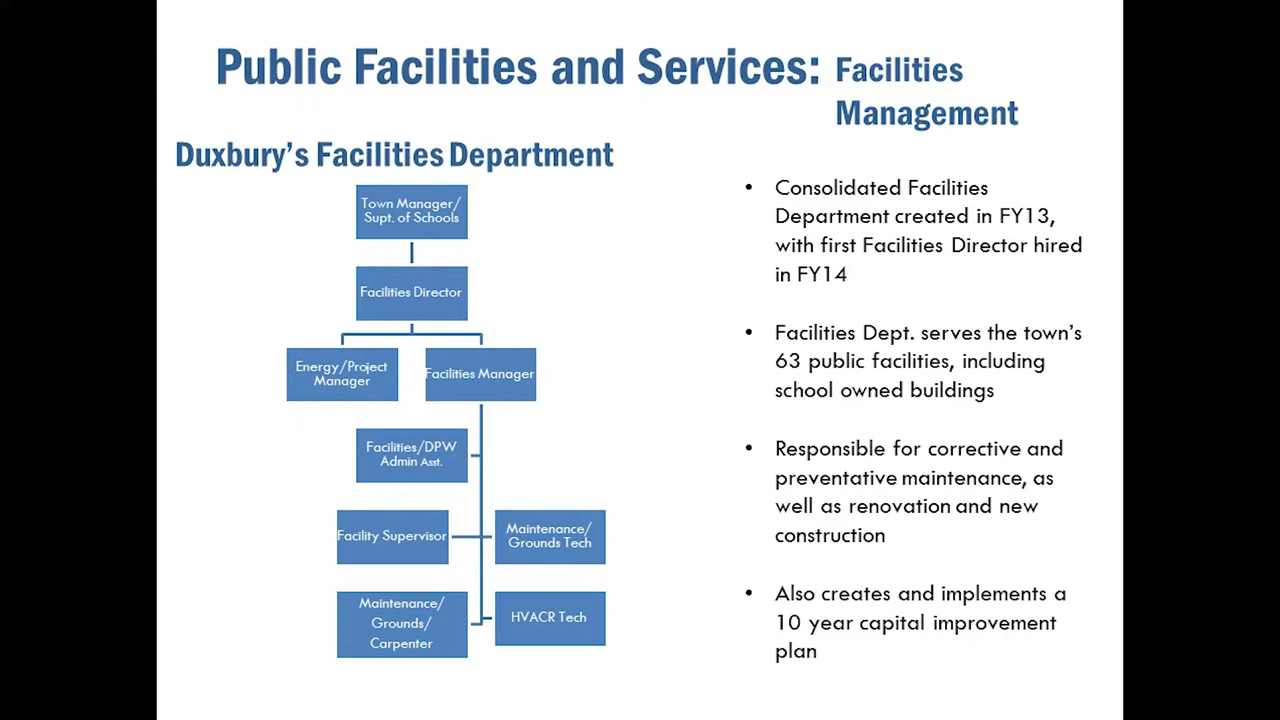 Public Facilities and Services: Facilities
Management
Duxbury's Facilities Department
Town Manager/
Supt. of Schools
Facilities Director
Energy/Project
Manager
Facilities Manager
Facilities/DPW
Admin Asst.
Facility Supervisor
Maintenance/
Grounds Tech
Maintenance/
Grounds/
Carpenter
HVACR Tech
• Consolidated Facilities
Department created in FY13,
with first Facilities Director hired
in FY14
• Facilities Dept. serves the town's
63 public facilities, including
school owned buildings
• Responsible for corrective and
preventative maintenance, as
well as renovation and new
construction
• Also creates and implements a
10 year capital improvement
plan